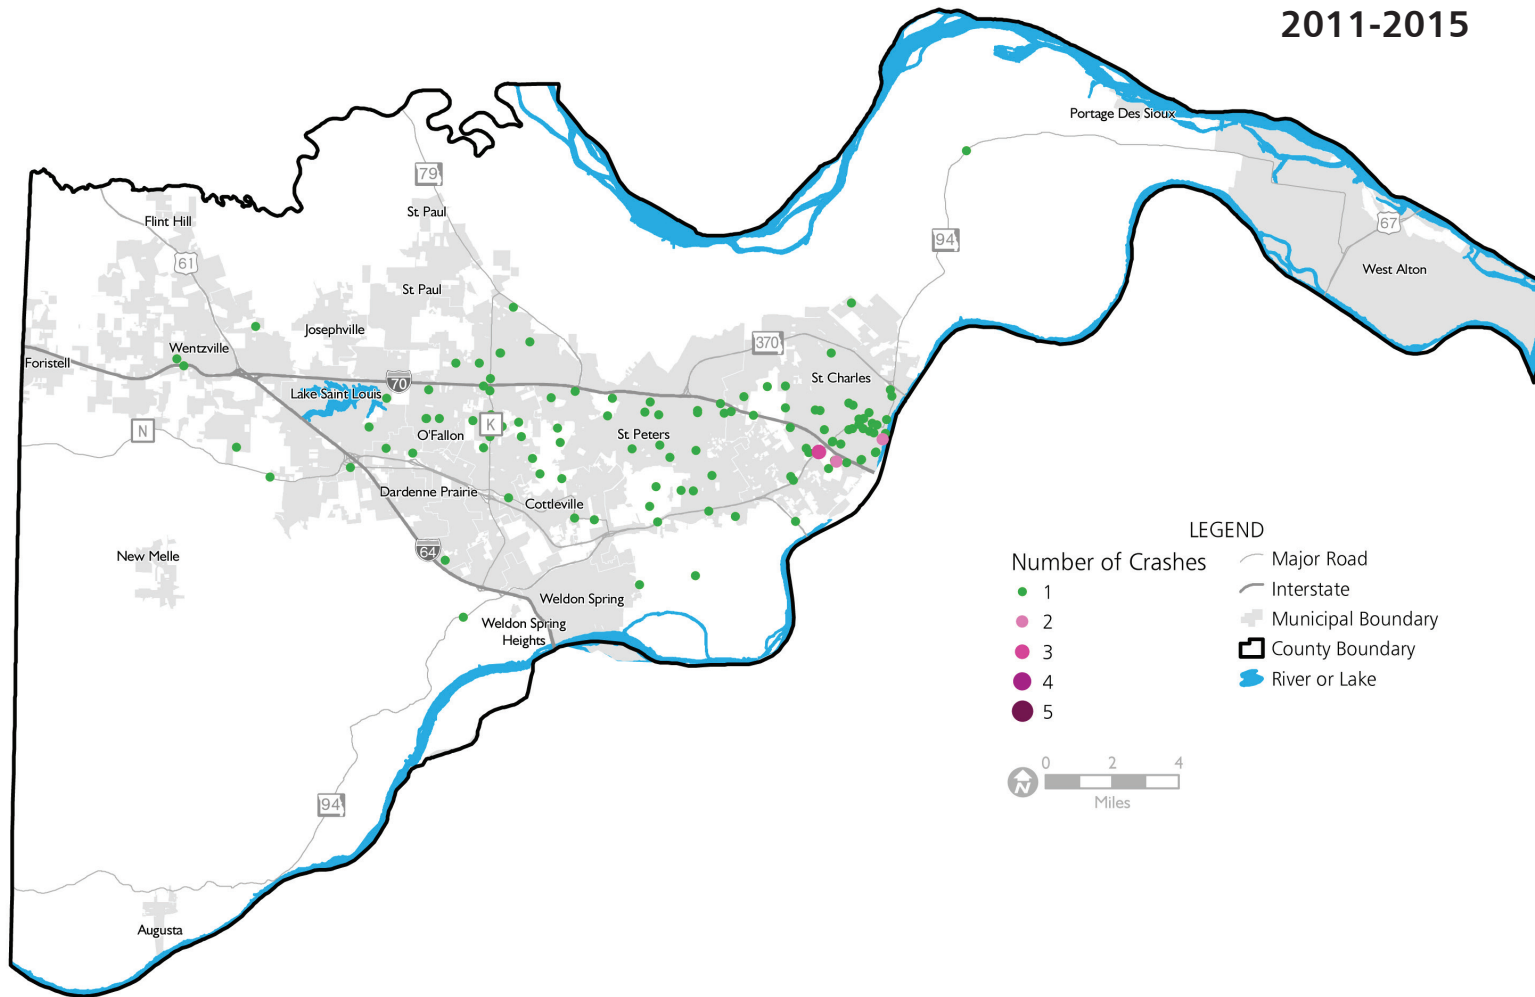 2011-2015
Portage Des Sioux
79
St Paul
Flint Hill
67
94
61
West Alton
St Paul
Josephville
370
Wentzville
Foristell
St Charles
70
Lake Saint Louis
N
K
O'Fallon
St Peters
Dardenne Prairie
Cottleville
64
New Melle
Weldon Spring
Weldon Spring
Heights
94
Augusta
LEGEND
Number of Crashes
1
2
3
4
5
Major Road
Interstate
Municipal Boundary
County Boundary
River or Lake
N
0 2 4
Miles